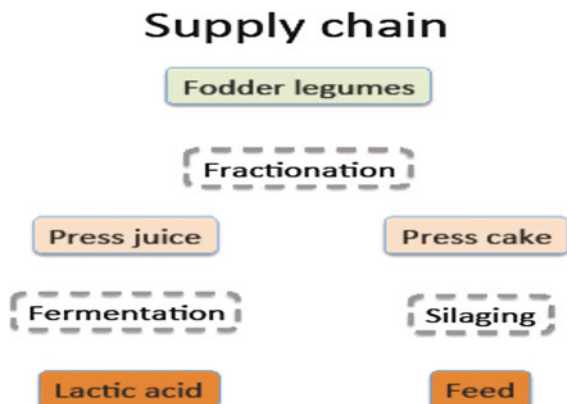 Supply chain
Fodder legumes
Fractionation
Press juice
Press cake
Fermentation
Silaging
Lactic acid
Feed